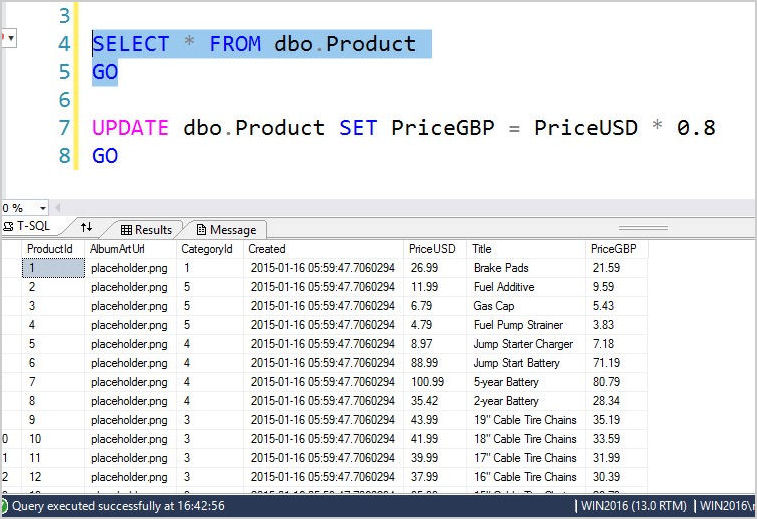 3
4 SELECT * FROM dbo.Product
5 GO
6
7 UPDATE dbo.Product SET PriceGBP = PriceUSD * 0.8
8 GO
0 %
T-SQL Results Message
ProductId AlbumArtUrl CategoryId Created PriceUSD Title PriceGBP
1 placeholder.png 1 2015-01-16 05:59:47.7060294 26.99 Brake Pads 21.59
2 placeholder.png 5 2015-01-16 05:59:47.7060294 11.99 Fuel Additive 9.59
3 placeholder.png 5 2015-01-16 05:59:47.7060294 6.79 Gas Cap 5.43
4 placeholder.png 5 2015-01-16 05:59:47.7060294 4.79 Fuel Pump Strainer 3.83
5 placeholder.png 4 2015-01-16 05:59:47.7060294 8.97 Jump Starter Charger 7.18
6 placeholder.png 4 2015-01-16 05:59:47.7060294 88.99 Jump Start Battery 71.19
7 placeholder.png 4 2015-01-16 05:59:47.7060294 100.99 5-year Battery 80.79
8 placeholder.png 4 2015-01-16 05:59:47.7060294 35.42 2-year Battery 28.34
9 placeholder.png 3 2015-01-16 05:59:47.7060294 43.99 19" Cable Tire Chains 35.19
0 10 placeholder.png 3 2015-01-16 05:59:47.7060294 41.99 18" Cable Tire Chains 33.59
1 11 placeholder.png 3 2015-01-16 05:59:47.7060294 39.99 17" Cable Tire Chains 31.99
2 12 placeholder.png 3 2015-01-16 05:59:47.7060294 37.99 16" Cable Tire Chains 30.39
Query executed successfully at 16:42:56 | WIN2016 (13.0 RTM) | WIN2016\